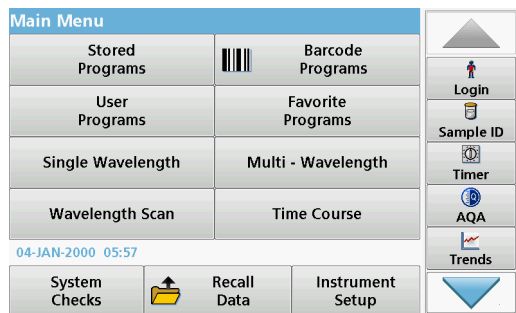 Main Menu
Stored
Programs
Barcode
Programs
User
Programs
Favorite
Programs
Single Wavelength
Multi - Wavelength
Wavelength Scan
Time Course
04-JAN-2000 05:57
System
Checks
Recall
Data
Instrument
Setup
Login
Sample ID
Timer
AQA
Trends